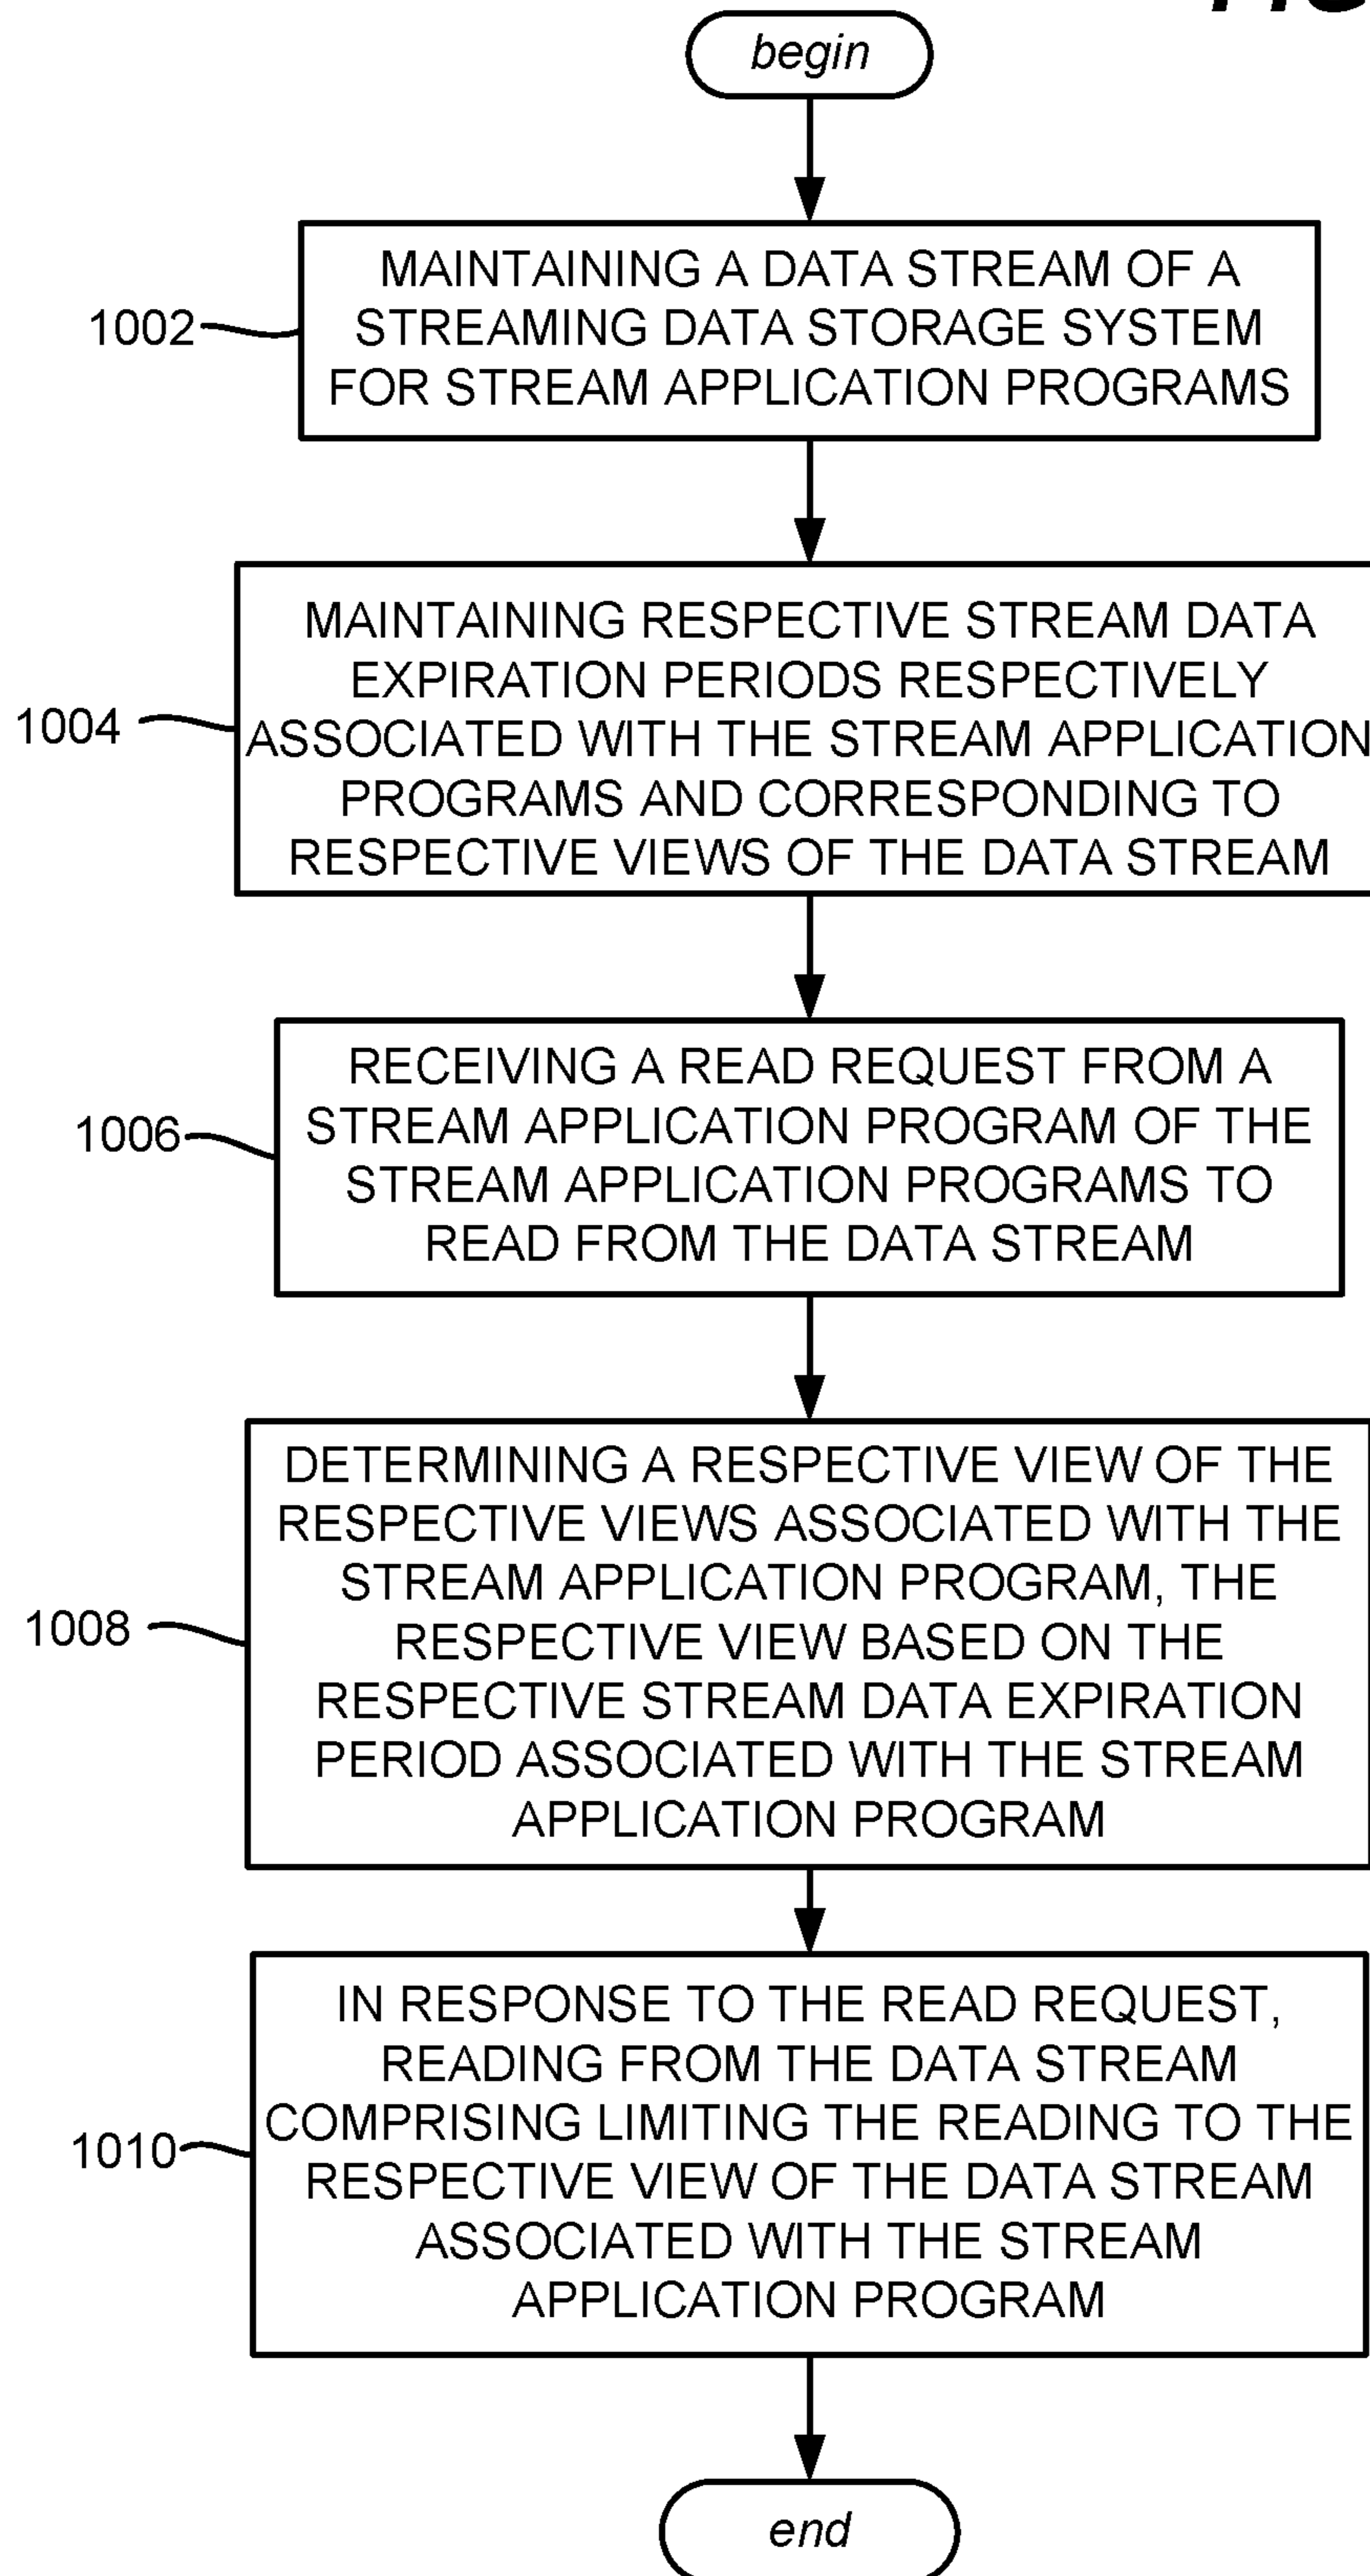 begin
MAINTAINING A DATA STREAM OF A
STREAMING DATA STORAGE SYSTEM
FOR STREAM APPLICATION PROGRAMS
1002
MAINTAINING RESPECTIVE STREAM DATA
EXPIRATION PERIODS RESPECTIVELY
ASSOCIATED WITH THE STREAM APPLICATION
PROGRAMS AND CORRESPONDING TO
RESPECTIVE VIEWS OF THE DATA STREAM
1004
RECEIVING A READ REQUEST FROM A
STREAM APPLICATION PROGRAM OF THE
STREAM APPLICATION PROGRAMS TO
READ FROM THE DATA STREAM
1006
DETERMINING A RESPECTIVE VIEW OF THE
RESPECTIVE VIEWS ASSOCIATED WITH THE
STREAM APPLICATION PROGRAM, THE
RESPECTIVE VIEW BASED ON THE
RESPECTIVE STREAM DATA EXPIRATION
PERIOD ASSOCIATED WITH THE STREAM
APPLICATION PROGRAM
1008
IN RESPONSE TO THE READ REQUEST,
READING FROM THE DATA STREAM
COMPRISING LIMITING THE READING TO THE
RESPECTIVE VIEW OF THE DATA STREAM
ASSOCIATED WITH THE STREAM
APPLICATION PROGRAM
1010
end